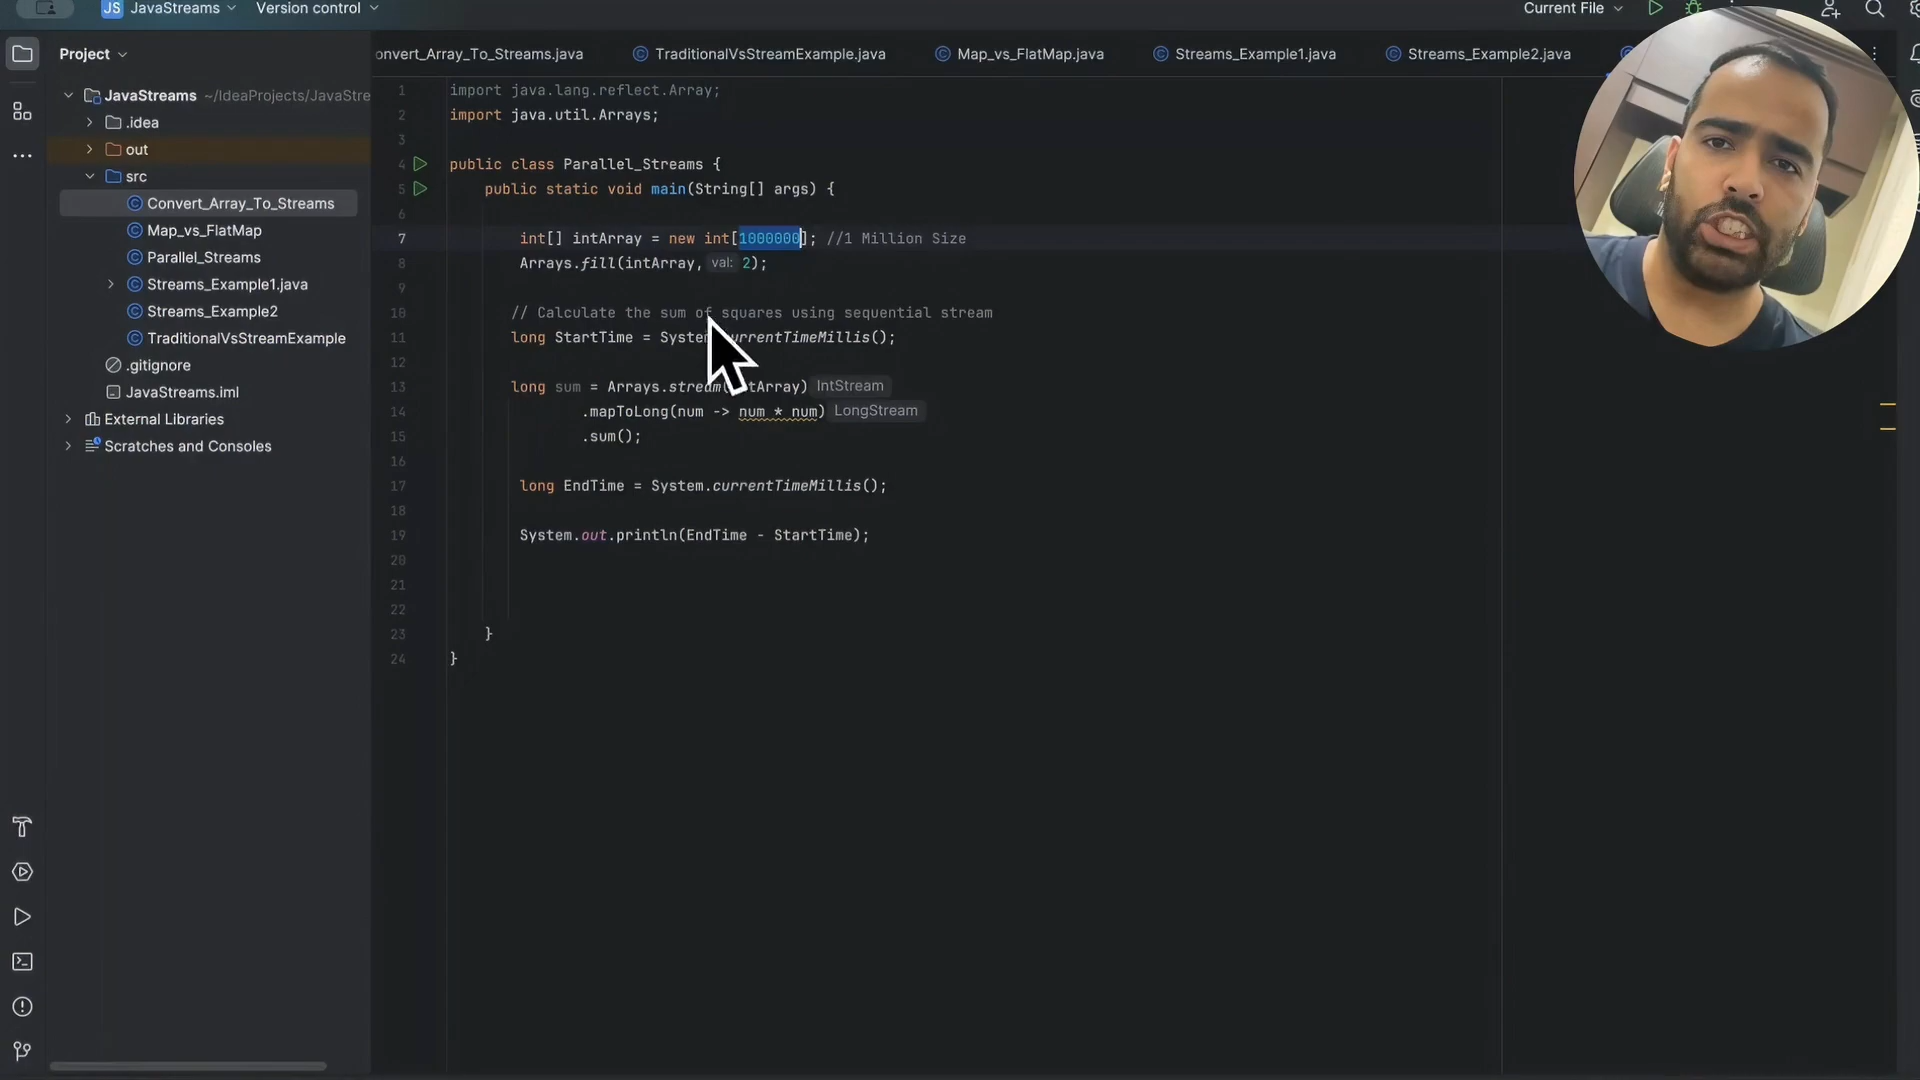 JS JavaStreams Version control Current File
Project
onvert_Array_To_Streams.java TraditionalVsStreamExample.java Map_vs_FlatMap.java Streams_Example1.java Streams_Example2.java
JavaStreams ~/IdeaProjects/JavaStre
.idea
out
src
Convert_Array_To_Streams
Map_vs_FlatMap
Parallel_Streams
Streams_Example1.java
Streams_Example2
TraditionalVsStreamExample
.gitignore
JavaStreams.iml
External Libraries
Scratches and Consoles
1 import java.lang.reflect.Array;
2 import java.util.Arrays;
3
4 public class Parallel_Streams {
5 public static void main(String[] args) {
6
7 int[] intArray = new int[1000000]; //1 Million Size
8 Arrays.fill(intArray, val: 2);
9
10 // Calculate the sum of squares using sequential stream
11 long StartTime = System.currentTimeMillis();
12
13 long sum = Arrays.stream(intArray) IntStream
14 .mapToLong(num -> num * num) LongStream
15 .sum();
16
17 long EndTime = System.currentTimeMillis();
18
19 System.out.println(EndTime - StartTime);
20
21
22
23 }
24 }